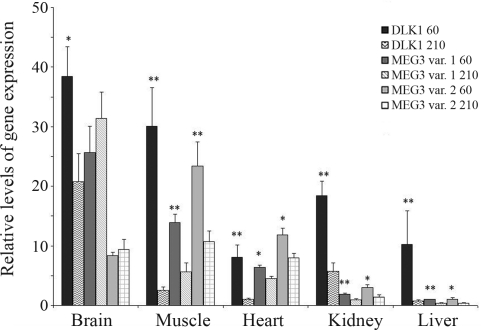 Relative levels of gene expression
50
40
30
20
10
0
DLK1 60
DLK1 210
MEG3 var. 1 60
MEG3 var. 1 210
MEG3 var. 2 60
MEG3 var. 2 210
*
** ** **
** * *
** ** *
** ** *
Brain Muscle Heart Kidney Liver